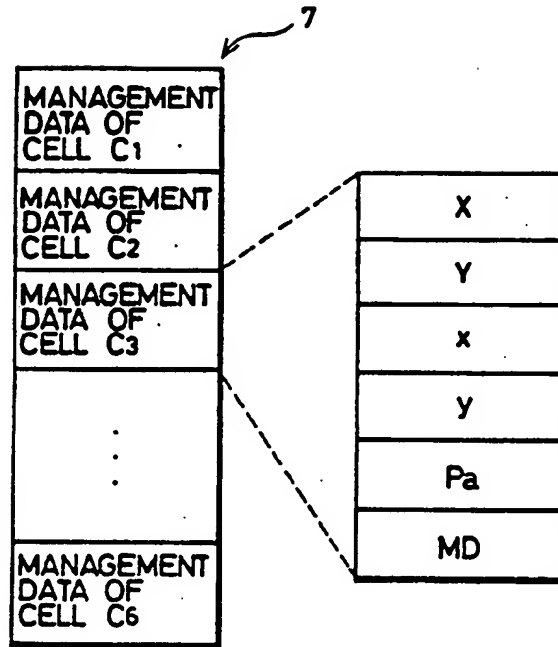 7
MANAGEMENT
DATA OF
CELL C1
MANAGEMENT
DATA OF
CELL C2
MANAGEMENT
DATA OF
CELL C3
MANAGEMENT
DATA OF
CELL C6
X
Y
x
y
Pa
MD